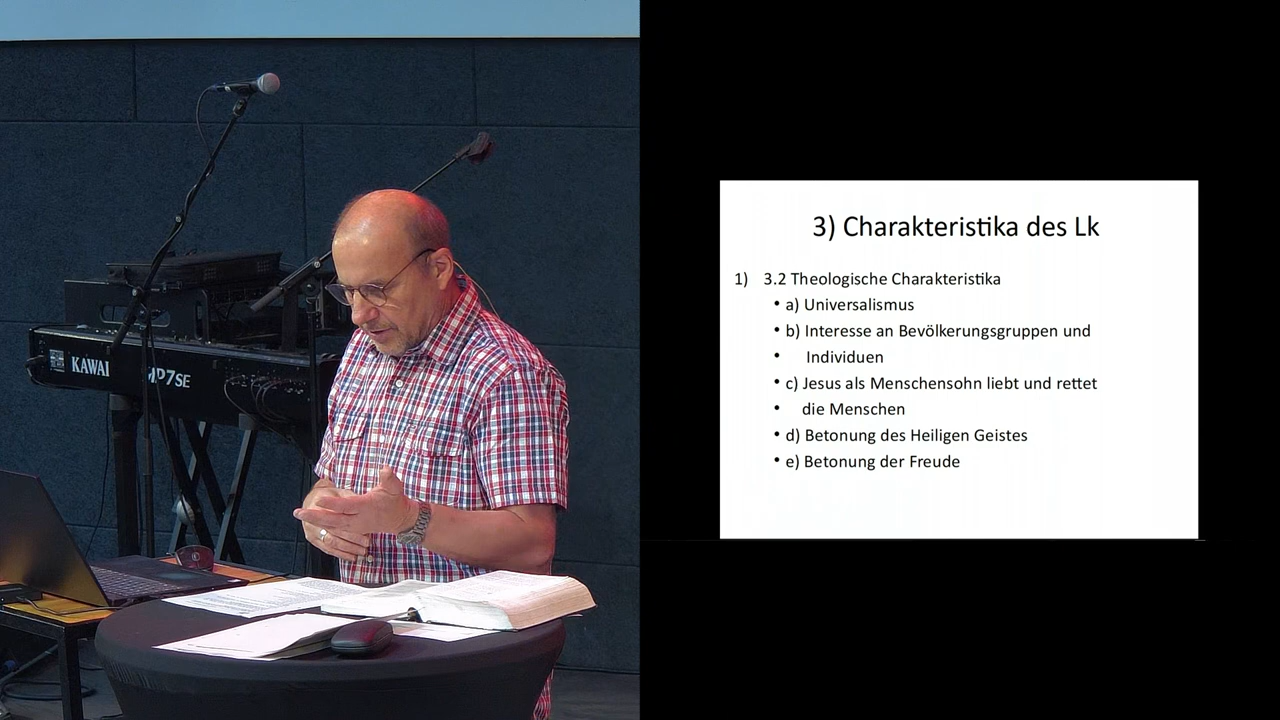 KAWAI MP7SE
3) Charakteristika des Lk
1) 3.2 Theologische Charakteristika
• a) Universalismus
• b) Interesse an Bevölkerungsgruppen und
• Individuen
• c) Jesus als Menschensohn liebt und rettet
• die Menschen
• d) Betonung des Heiligen Geistes
• e) Betonung der Freude